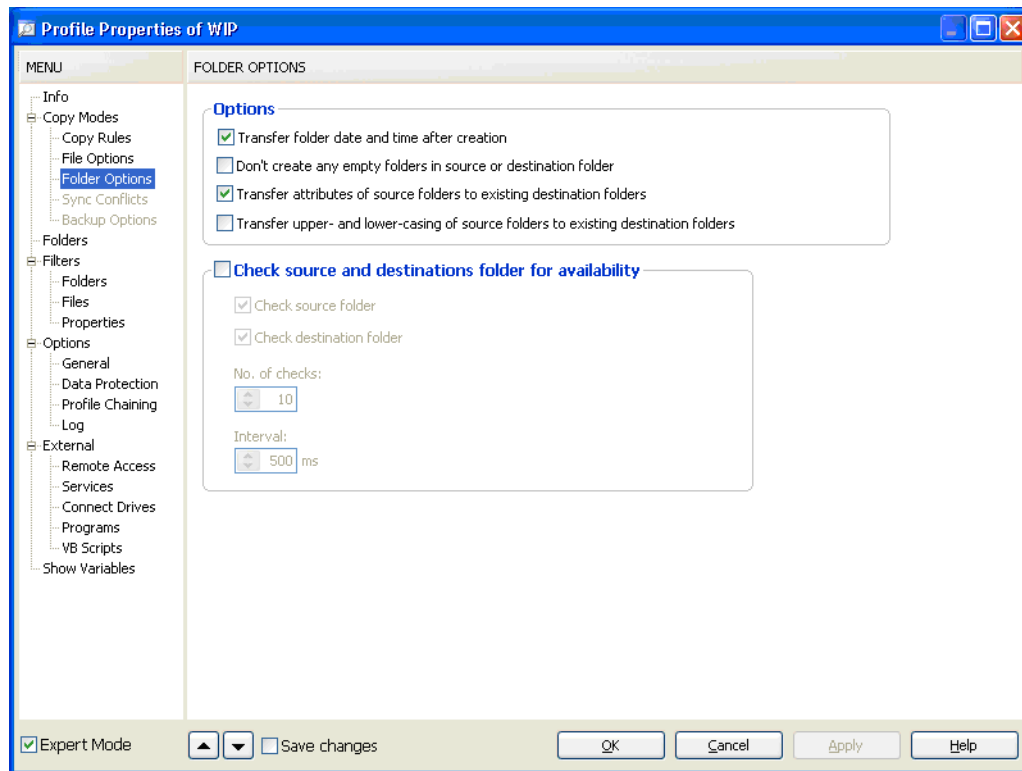 Profile Properties of WIP
MENU
Info
Copy Modes
Copy Rules
File Options
Folder Options
Sync Conflicts
Backup Options
Folders
Filters
Folders
Files
Properties
Options
General
Data Protection
Profile Chaining
Log
External
Remote Access
Services
Connect Drives
Programs
VB Scripts
Show Variables
FOLDER OPTIONS
Options
Transfer folder date and time after creation
Don't create any empty folders in source or destination folder
Transfer attributes of source folders to existing destination folders
Transfer upper- and lower-casing of source folders to existing destination folders
Check source and destinations folder for availability
Check source folder
Check destination folder
No. of checks:
10
Interval:
500 ms
Expert Mode
Save changes
OK
Cancel
Apply
Help